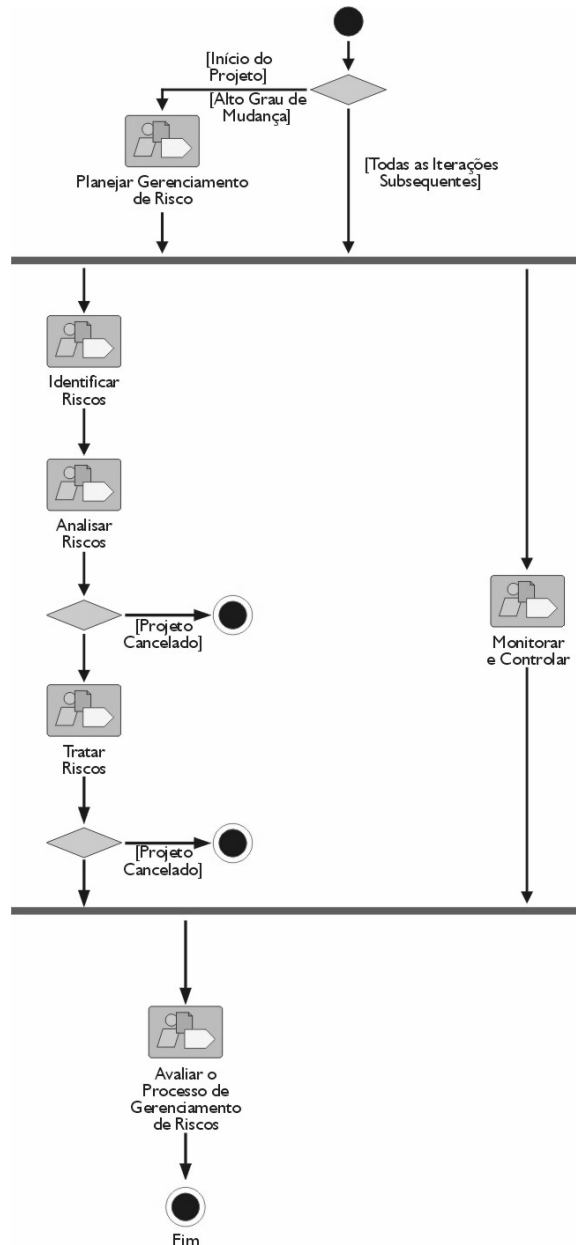 [Início do
Projeto]
[Alto Grau de
Mudança]
Planejar Gerenciamento
de Risco
[Todas as Iterações
Subsequentes]
Identificar
Riscos
Analisar
Riscos
[Projeto
Cancelado]
Monitorar
e Controlar
Tratar
Riscos
[Projeto
Cancelado]
Avaliar o
Processo de
Gerenciamento
de Riscos
Fim